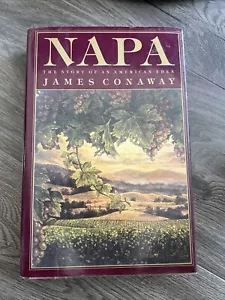 NAPA
THE STORY OF AN AMERICAN EDEN
JAMES CONAWAY